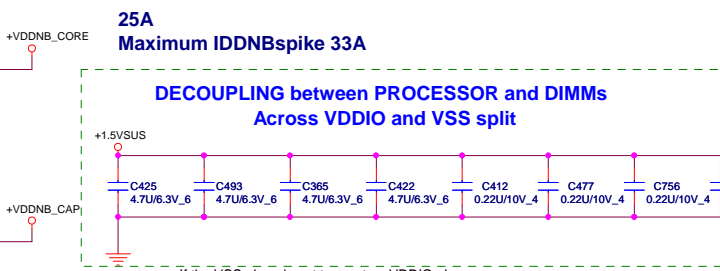 25A
+VDDNB_CORE
Maximum IDDNBspike 33A
DECOUPLING between PROCESSOR and DIMMs
Across VDDIO and VSS split
+1.5VSUS
C425
4.7U/6.3V_6
C493
4.7U/6.3V_6
C365
4.7U/6.3V_6
C422
4.7U/6.3V_6
C412
0.22U/10V_4
C477
0.22U/10V_4
C756
0.22U/10V_4
+VDDNB_CAP